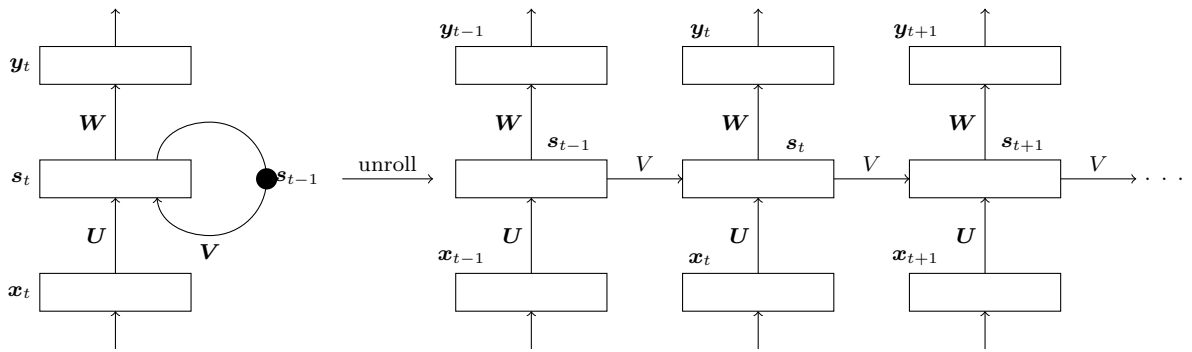 y_t
W
s_t
s_{t−1}
V
U
x_t
unroll
y_{t−1} y_t y_{t+1}
W W W
s_{t−1} s_t s_{t+1}
V V V ···
U U U
x_{t−1} x_t x_{t+1}